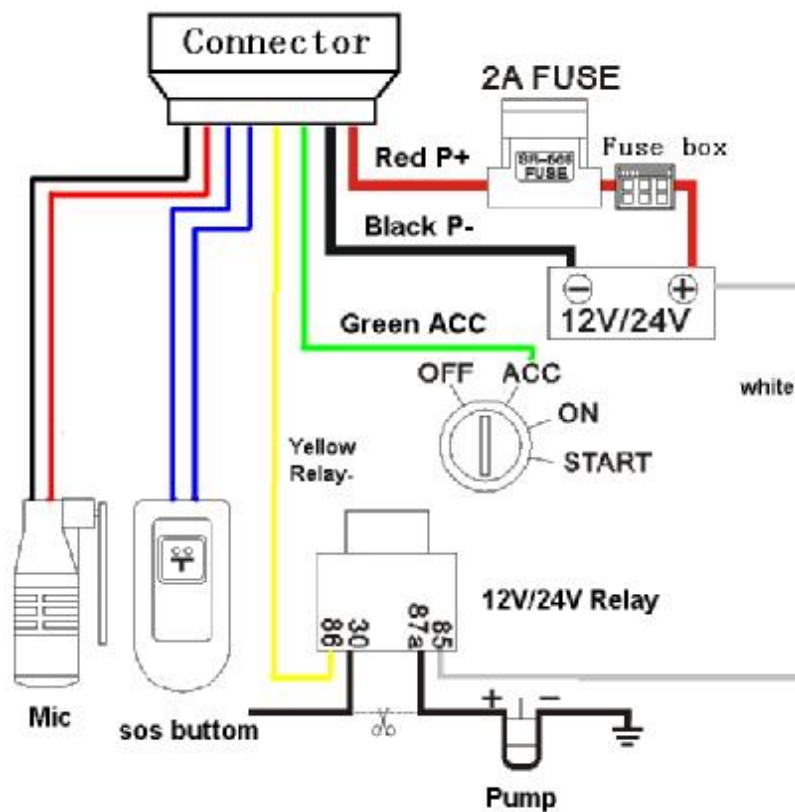 Connector
2A FUSE
Red P+
FUSE
Fuse box
Black P-
12V/24V
Green ACC
OFF ACC
ON
START
white
Yellow
Relay-
12V/24V Relay
86 30 87a 85
+ −
Mic
sos buttom
Pump